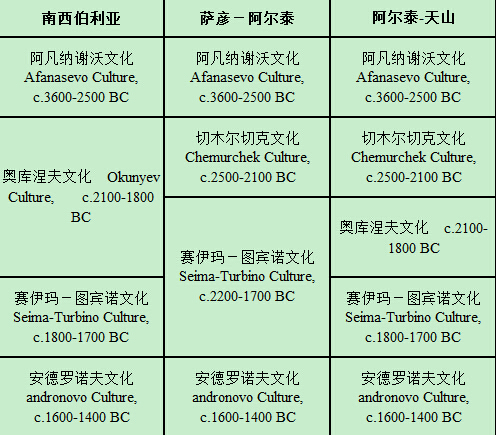 南西伯利亚
萨彦－阿尔泰
阿尔泰-天山
阿凡纳谢沃文化
Afanasevo Culture,
c.3600-2500 BC
阿凡纳谢沃文化
Afanasevo Culture,
c.3600-2500 BC
阿凡纳谢沃文化
Afanasevo Culture,
c.3600-2500 BC
奥库涅夫文化 Okunyev
Culture, c.2100-1800
BC
切木尔切克文化
Chemurchek Culture,
c.2500-2100 BC
切木尔切克文化
Chemurchek Culture,
c.2500-2100 BC
赛伊玛－图宾诺文化
Seima-Turbino Culture,
c.2200-1700 BC
奥库涅夫文化 c.2100-
1800 BC
赛伊玛－图宾诺文化
Seima-Turbino Culture,
c.1800-1700 BC
赛伊玛－图宾诺文化
Seima-Turbino Culture,
c.1800-1700 BC
安德罗诺夫文化
andronovo Culture,
c.1600-1400 BC
安德罗诺夫文化
andronovo Culture,
c.1600-1400 BC
安德罗诺夫文化
andronovo Culture,
c.1600-1400 BC